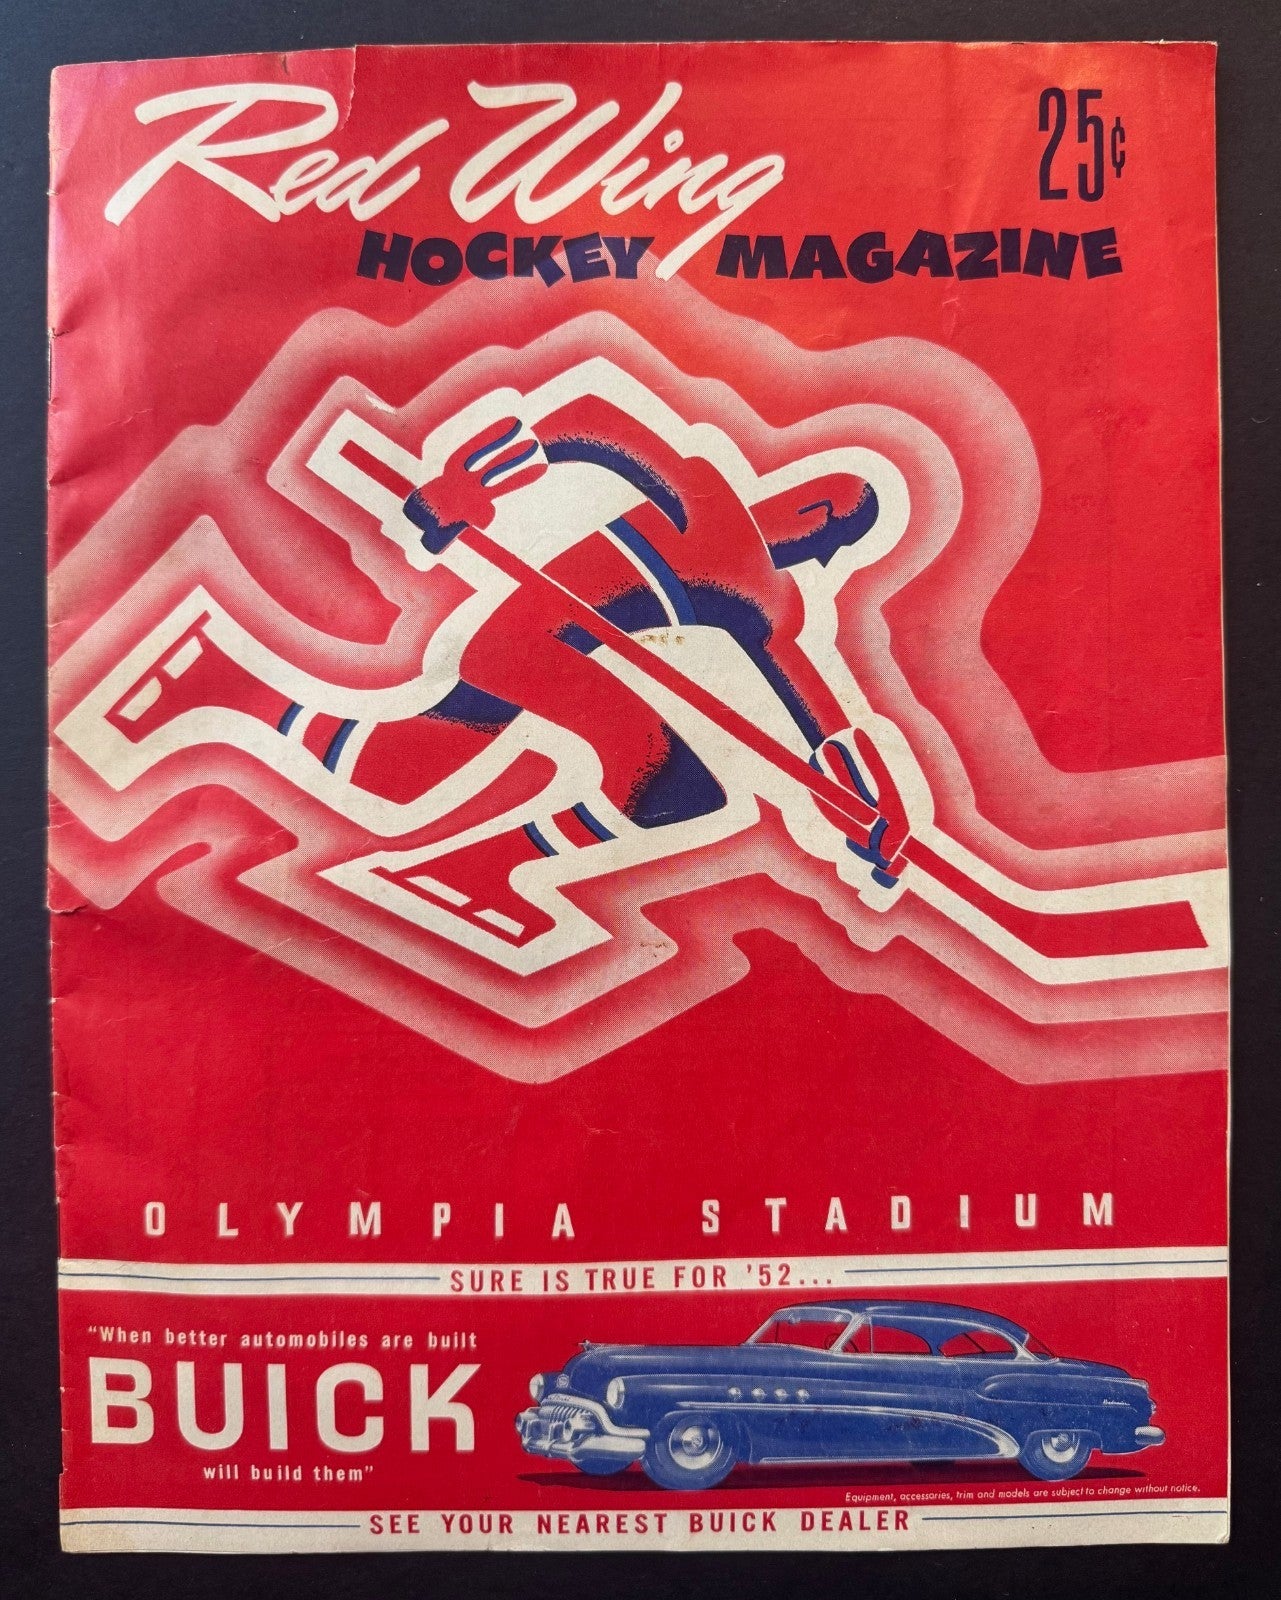 Red Wing
25¢
HOCKEY MAGAZINE
OLYMPIA STADIUM
SURE IS TRUE FOR '52...
"When better automobiles are built
BUICK
will build them"
Equipment, accessories, trim and models are subject to change without notice.
SEE YOUR NEAREST BUICK DEALER